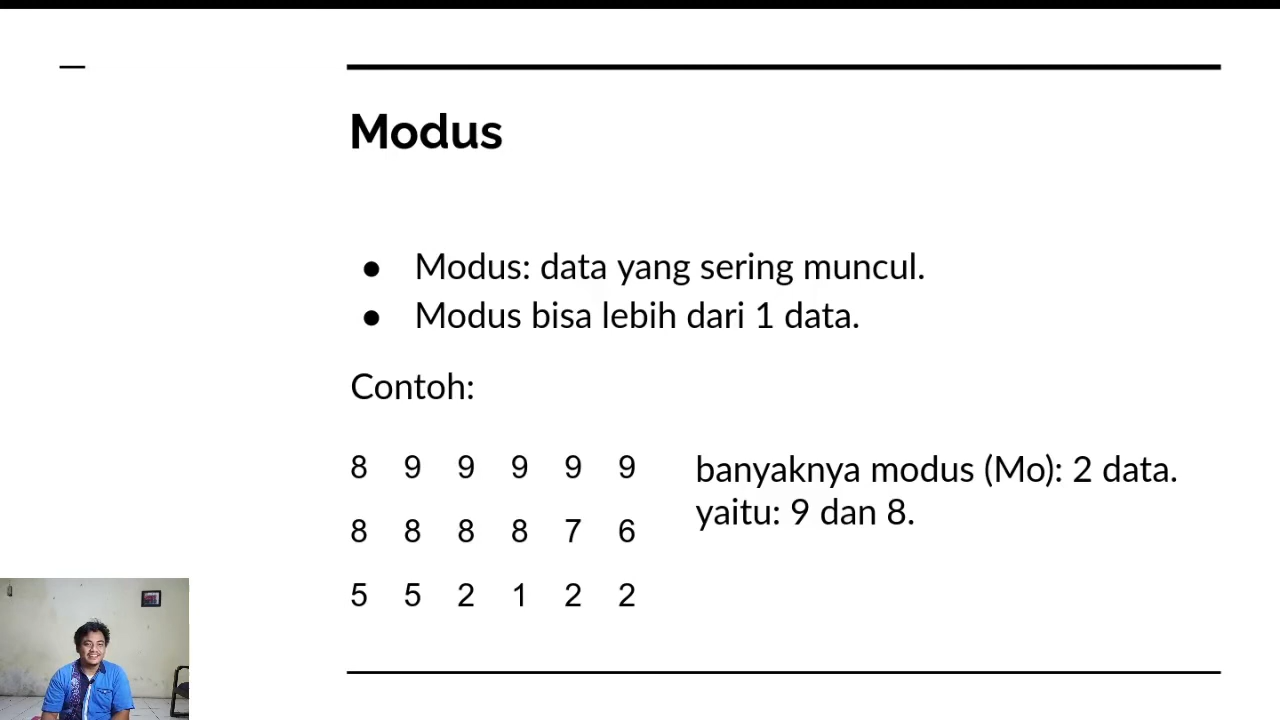 Modus
● Modus: data yang sering muncul.
● Modus bisa lebih dari 1 data.
Contoh:
8 9 9 9 9 9
8 8 8 8 7 6
5 5 2 1 2 2
banyaknya modus (Mo): 2 data.
yaitu: 9 dan 8.